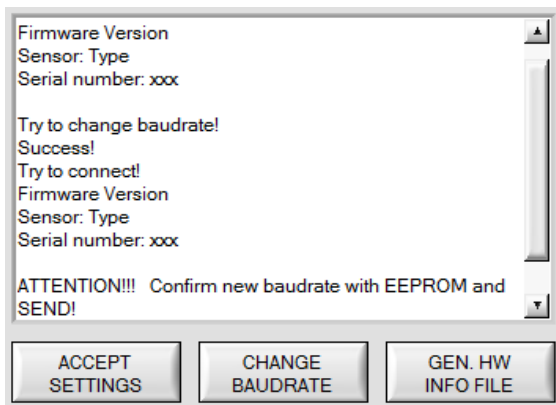 Firmware Version
Sensor: Type
Serial number: xxx
Try to change baudrate!
Success!
Try to connect!
Firmware Version
Sensor: Type
Serial number: xxx
ATTENTION!!!   Confirm new baudrate with EEPROM and
SEND!
ACCEPT
SETTINGS
CHANGE
BAUDRATE
GEN. HW
INFO FILE